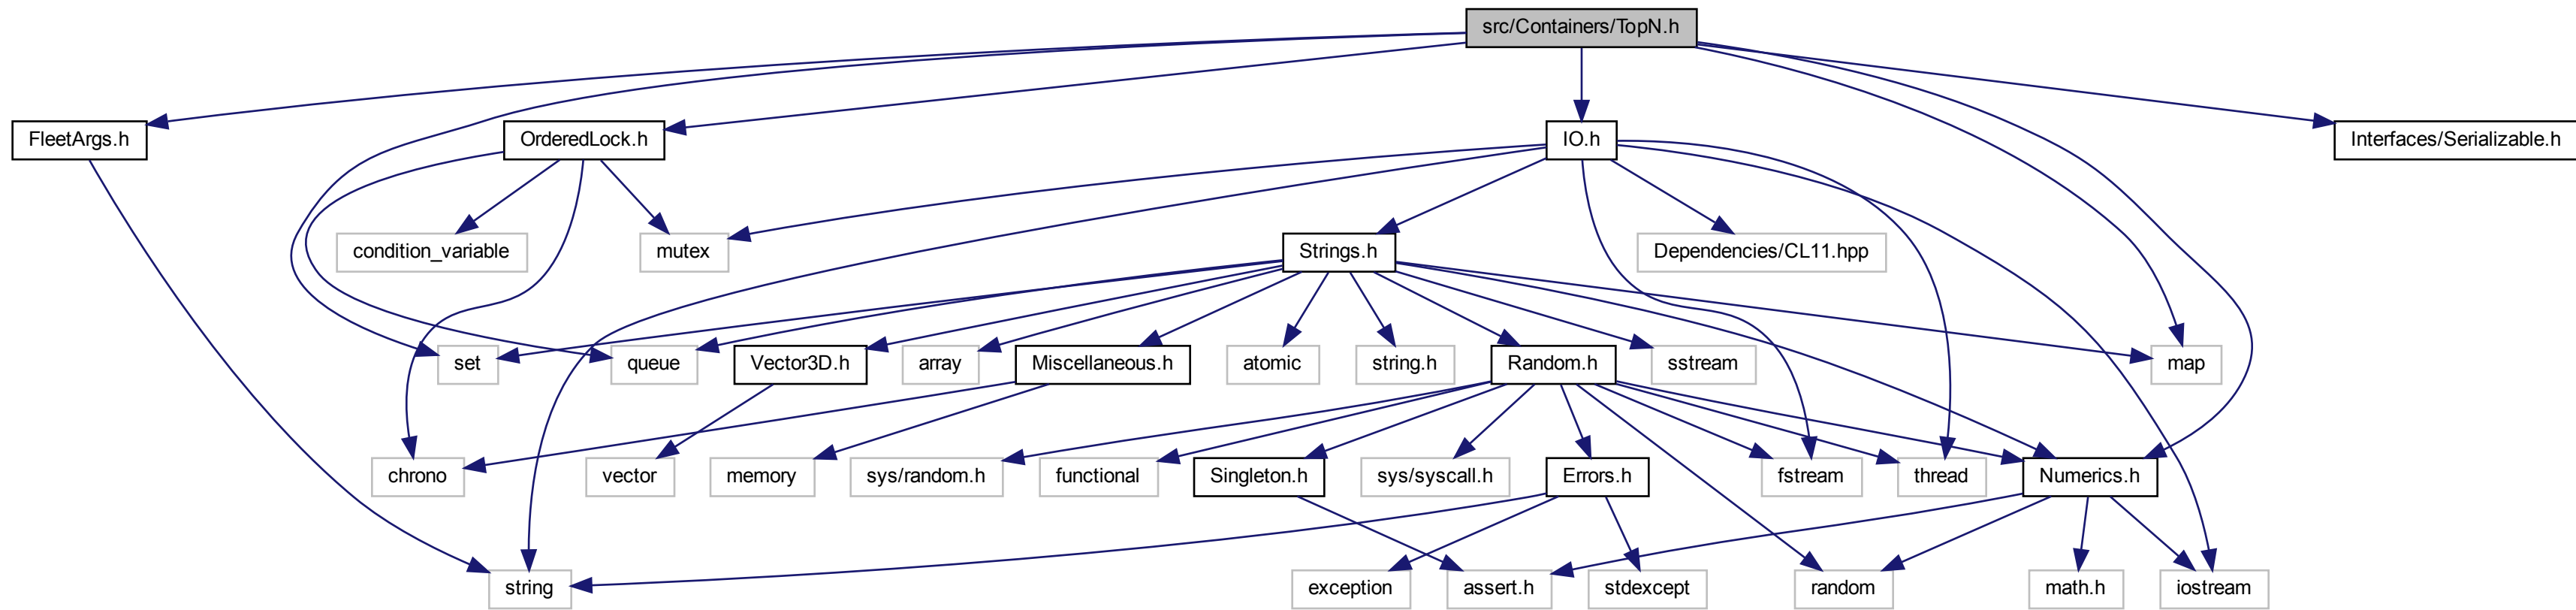 src/Containers/TopN.h
FleetArgs.h
OrderedLock.h
IO.h
Interfaces/Serializable.h
condition_variable
mutex
Strings.h
Dependencies/CL11.hpp
set
queue
Vector3D.h
array
Miscellaneous.h
atomic
string.h
Random.h
sstream
map
chrono
vector
memory
sys/random.h
functional
Singleton.h
sys/syscall.h
Errors.h
fstream
thread
Numerics.h
string
exception
assert.h
stdexcept
random
math.h
iostream